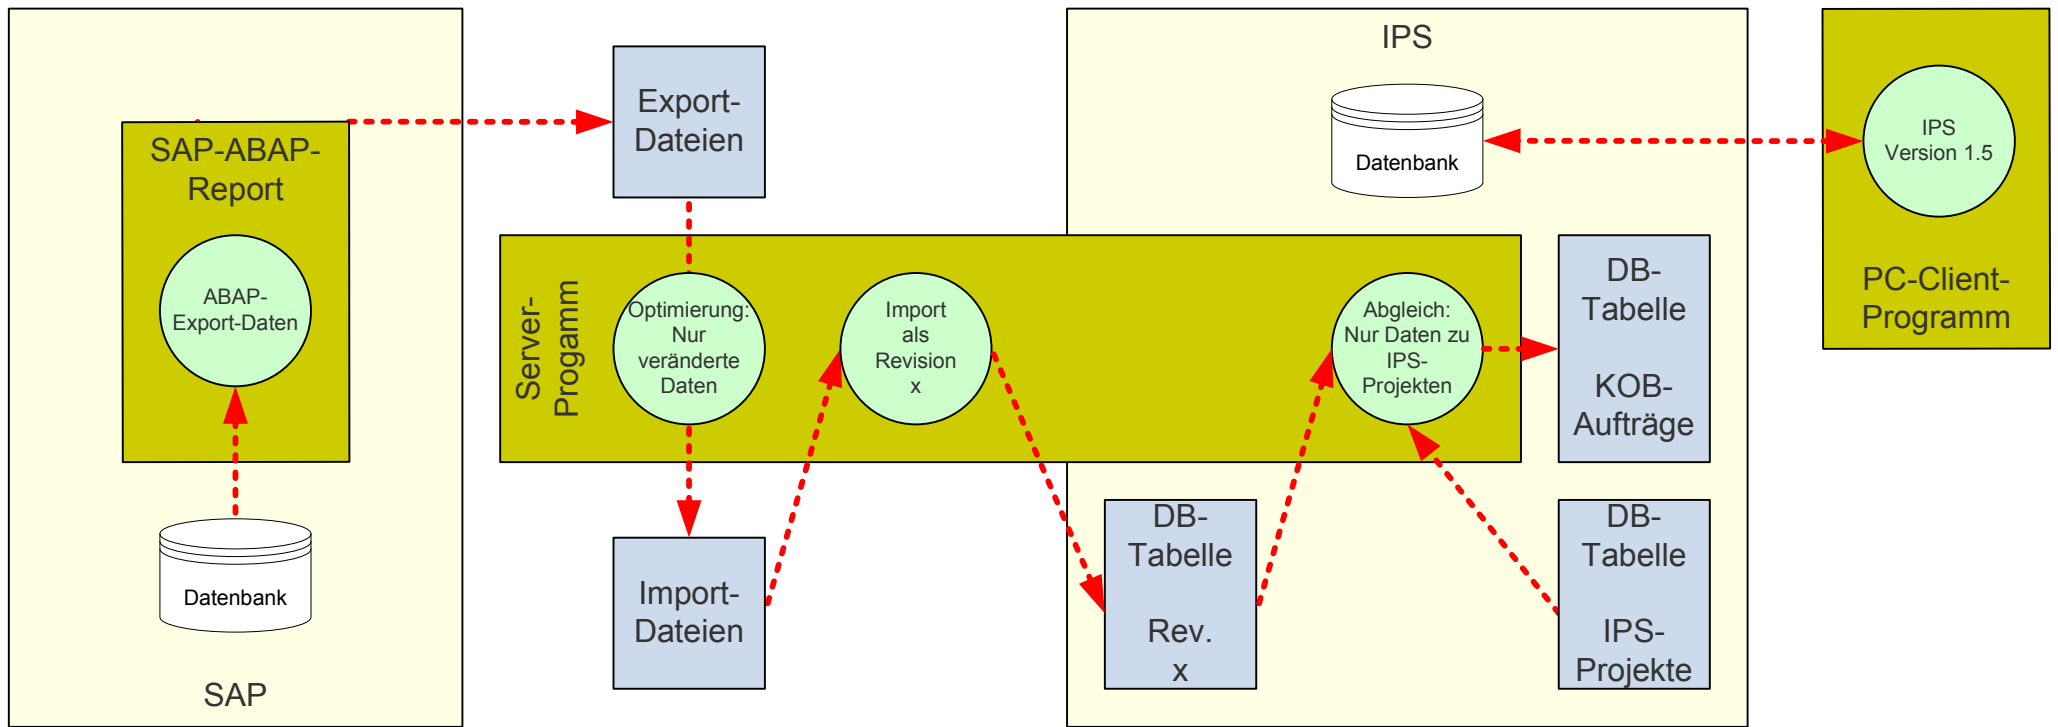 SAP-ABAP-
Report
ABAP-
Export-Daten
Datenbank
SAP
Export-
Dateien
Server-
Progamm
Optimierung:
Nur
veränderte
Daten
Import
als
Revision
x
Import-
Dateien
IPS
Datenbank
Abgleich:
Nur Daten zu
IPS-
Projekten
DB-
Tabelle
KOB-
Aufträge
DB-
Tabelle
Rev.
x
DB-
Tabelle
IPS-
Projekte
IPS
Version 1.5
PC-Client-
Programm